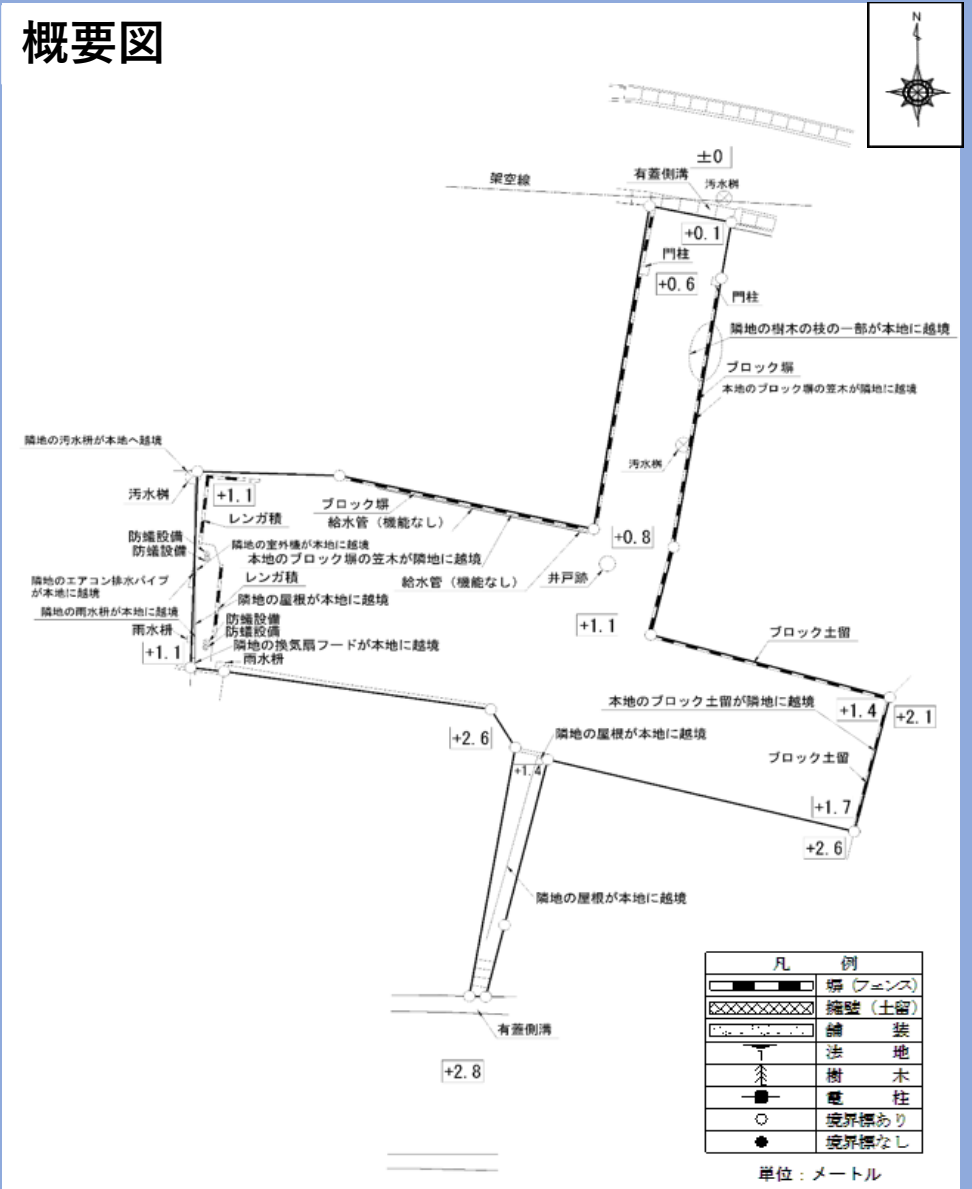 概要図
N
±0
有蓋側溝
汚水桝
架空線
+0.1
門柱
+0.6
門柱
隣地の樹木の枝の一部が本地に越境
ブロック塀
本地のブロック塀の笠木が隣地に越境
隣地の汚水枡が本地へ越境
汚水桝
汚水桝
+1.1
ブロック塀
レンガ積
給水管（機能なし）
+0.8
防蟻設備
防蟻設備
隣地の室外機が本地に越境
本地のブロック塀の笠木が隣地に越境
隣地のエアコン排水パイプ
が本地に越境
レンガ積
給水管（機能なし）
井戸跡
隣地の屋根が本地に越境
隣地の雨水枡が本地に越境
防蟻設備
防蟻設備
雨水枡
+1.1
ブロック土留
隣地の換気扇フードが本地に越境
+1.1
雨水枡
本地のブロック土留が隣地に越境
+1.4
+2.1
+2.6
隣地の屋根が本地に越境
ブロック土留
+1.4
+1.7
+2.6
隣地の屋根が本地に越境
有蓋側溝
+2.8
凡 例
塀（フェンス）
擁壁（土留）
舗 装
法 地
樹 木
電 柱
境界標あり
境界標なし
単位：メートル